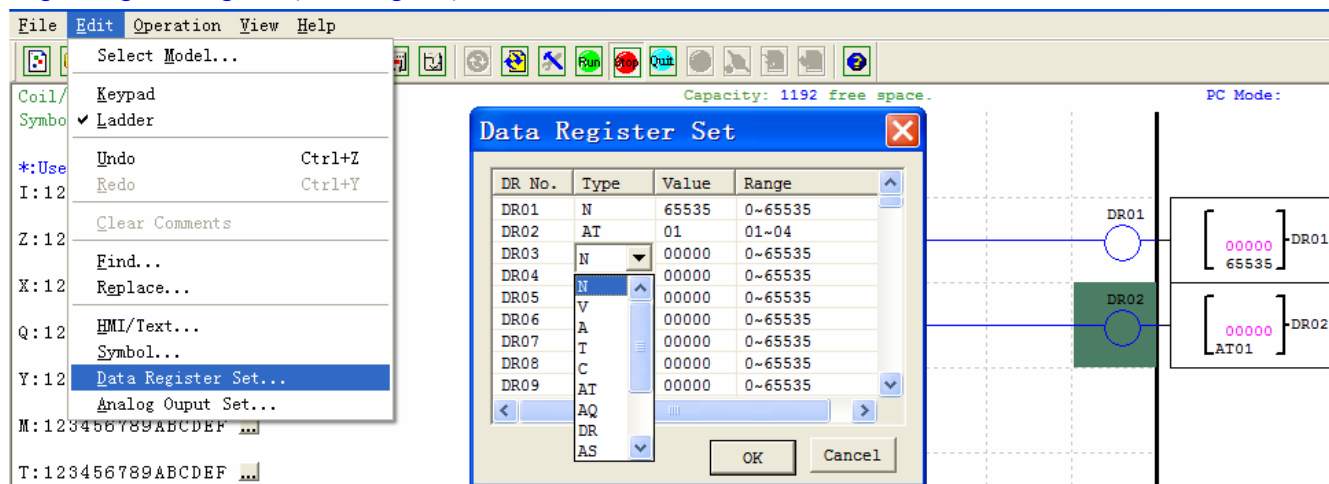 File Edit Operation View Help
Select Model...
Keypad
✔ Ladder
Undo Ctrl+Z
Redo Ctrl+Y
Clear Comments
Find...
Replace...
HMI/Text...
Symbol...
Data Register Set...
Analog Ouput Set...
Run Stop Quit
Coil/
Symbo
*:Use
I:12
Z:12
X:12
Q:12
Y:12
M:123456789ABCDEF ...
T:123456789ABCDEF ...
Capacity: 1192 free space.
PC Mode:
Data Register Set
DR No. Type Value Range
DR01 N 65535 0~65535
DR02 AT 01 01~04
DR03 N 00000 0~65535
DR04 00000 0~65535
DR05 00000 0~65535
DR06 00000 0~65535
DR07 00000 0~65535
DR08 00000 0~65535
DR09 00000 0~65535
N
V
A
T
C
AT
AQ
DR
AS
OK Cancel
DR01
00000 DR01
65535
DR02
00000 DR02
AT01